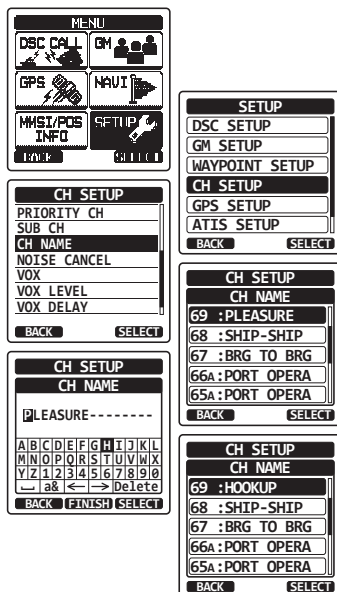 MENU
DSC CALL
GM
GPS
NAVI
MMSI/POS
INFO
SETUP
BACK
SELECT
SETUP
DSC SETUP
GM SETUP
WAYPOINT SETUP
CH SETUP
GPS SETUP
ATIS SETUP
BACK SELECT
CH SETUP
PRIORITY CH
SUB CH
CH NAME
NOISE CANCEL
VOX
VOX LEVEL
VOX DELAY
BACK SELECT
CH SETUP
CH NAME
69 :PLEASURE
68 :SHIP-SHIP
67 :BRG TO BRG
66A:PORT OPERA
65A:PORT OPERA
BACK SELECT
CH SETUP
CH NAME
PLEASURE--------
A B C D E F G H I J K L
M N O P Q R S T U V W X
Y Z 1 2 3 4 5 6 7 8 9 0
⎵ a& ← → Delete
BACK FINISH SELECT
CH SETUP
CH NAME
69 :HOOKUP
68 :SHIP-SHIP
67 :BRG TO BRG
66A:PORT OPERA
65A:PORT OPERA
BACK SELECT